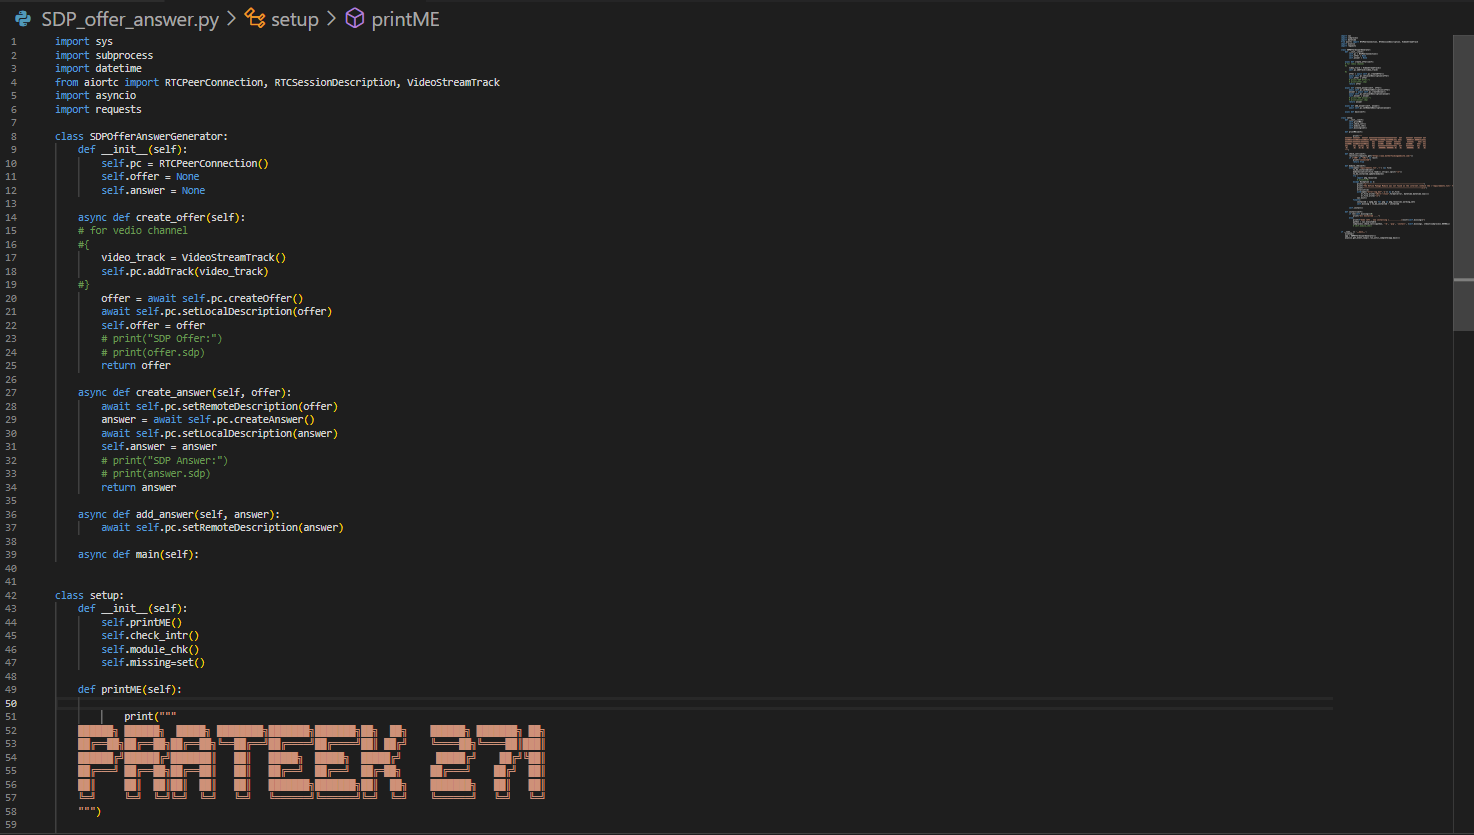 SDP_offer_answer.py > setup > printME
1 import sys
2 import subprocess
3 import datetime
4 from aiortc import RTCPeerConnection, RTCSessionDescription, VideoStreamTrack
5 import asyncio
6 import requests
7
8 class SDPOfferAnswerGenerator:
9     def __init__(self):
10         self.pc = RTCPeerConnection()
11         self.offer = None
12         self.answer = None
13
14     async def create_offer(self):
15     # for vedio channel
16     #{
17         video_track = VideoStreamTrack()
18         self.pc.addTrack(video_track)
19     #}
20         offer = await self.pc.createOffer()
21         await self.pc.setLocalDescription(offer)
22         self.offer = offer
23         # print("SDP Offer:")
24         # print(offer.sdp)
25         return offer
26
27     async def create_answer(self, offer):
28         await self.pc.setRemoteDescription(offer)
29         answer = await self.pc.createAnswer()
30         await self.pc.setLocalDescription(answer)
31         self.answer = answer
32         # print("SDP Answer:")
33         # print(answer.sdp)
34         return answer
35
36     async def add_answer(self, answer):
37         await self.pc.setRemoteDescription(answer)
38
39     async def main(self):
40
41
42 class setup:
43     def __init__(self):
44         self.printME()
45         self.check_intr()
46         self.module_chk()
47         self.missing=set()
48
49     def printME(self):
50
51             print("""
52
53
54
55 PRATEEK 271
56
57
58     """)
59